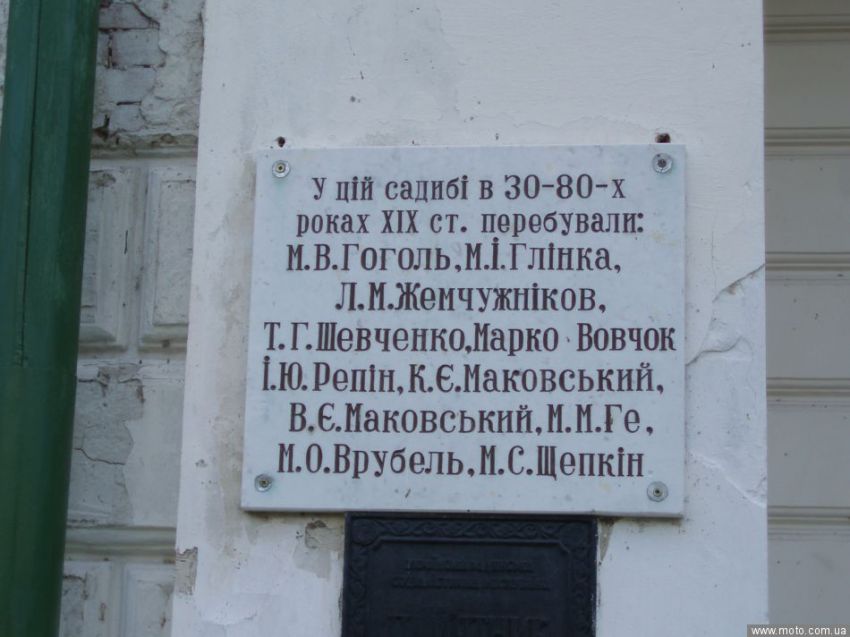 У цій садибі в 30-80-х
роках XIX ст. перебували:
М.В.Гоголь, М.І.Глінка,
Л.М.Жемчужніков,
Т.Г.Шевченко, Марко Вовчок
І.Ю.Репін, К.Є.Маковський,
В.Є.Маковський, М.М.Ге,
М.О.Врубель, М.С.Щепкін
www.moto.com.ua